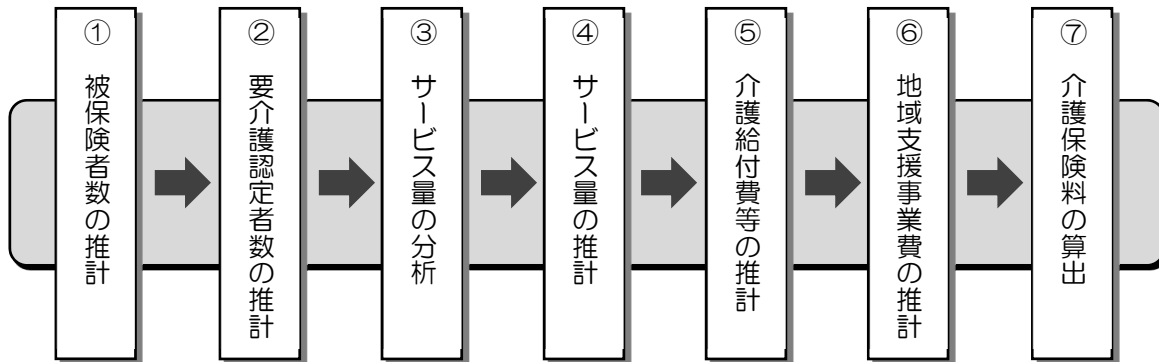 ①　被保険者数の推計
②　要介護認定者数の推計
③　サービス量の分析
④　サービス量の推計
⑤　介護給付費等の推計
⑥　地域支援事業費の推計
⑦　介護保険料の算出